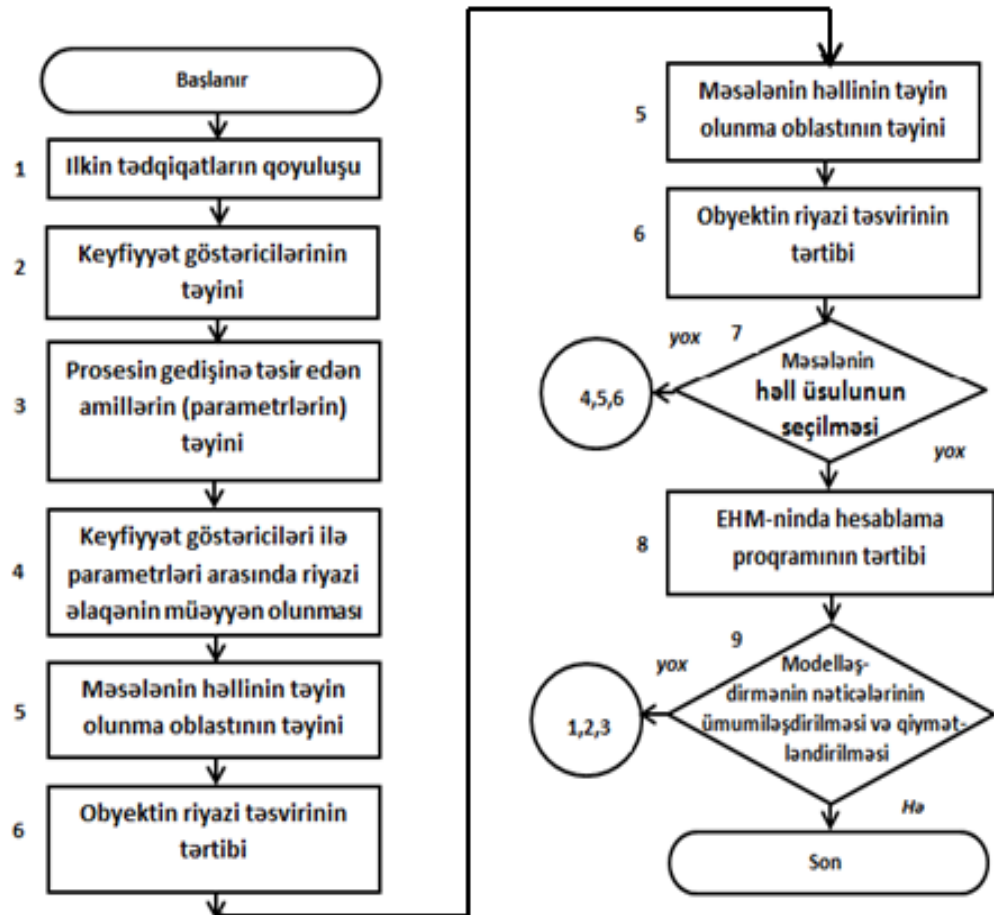 Başlanır
1
Ilkin tədqiqatların qoyuluşu
2
Keyfiyyət göstəricilərinin
təyini
3
Prosesin gedişinə təsir edən
amillərin (parametrlərin)
təyini
4
Keyfiyyət göstəriciləri ilə
parametrləri arasında riyazi
əlaqənin müəyyən olunması
5
Məsələnin həllinin təyin
olunma oblastının təyini
6
Obyektin riyazi təsvirinin
tərtibi
5
Məsələnin həllinin təyin
olunma oblastının təyini
6
Obyektin riyazi təsvirinin
tərtibi
yox
7
Məsələnin
həll üsulunun
seçilməsi
4,5,6
yox
8
EHM-ninda hesablama
proqramının tərtibi
yox
9
Modelləş-
dirmənin nəticələrinin
ümumiləşdirilməsi və qiymət-
ləndirilməsi
1,2,3
Hə
Son